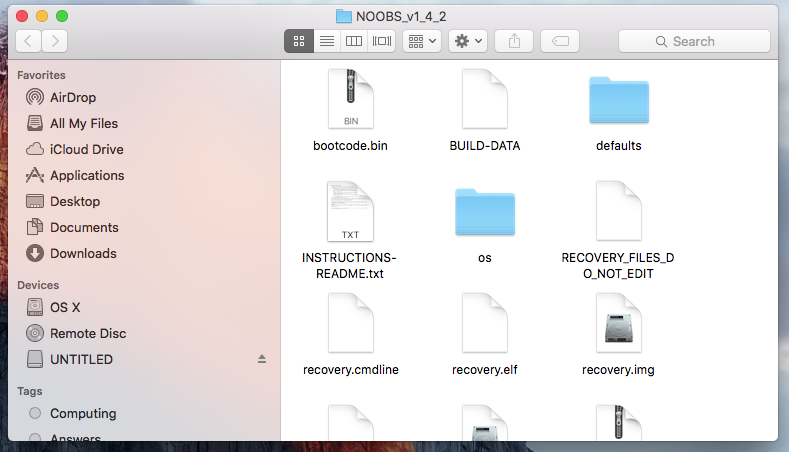 NOOBS_v1_4_2
Search
Favorites
AirDrop
All My Files
iCloud Drive
Applications
Desktop
Documents
Downloads
Devices
OS X
Remote Disc
UNTITLED
Tags
Computing
Answers
BIN
bootcode.bin
BUILD-DATA
defaults
TXT
INSTRUCTIONS-
README.txt
os
RECOVERY_FILES_D
O_NOT_EDIT
recovery.cmdline
recovery.elf
recovery.img